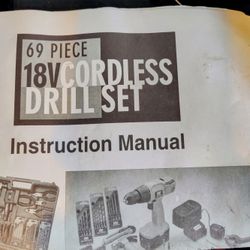 69 PIECE
18V CORDLESS
DRILL SET
Instruction Manual